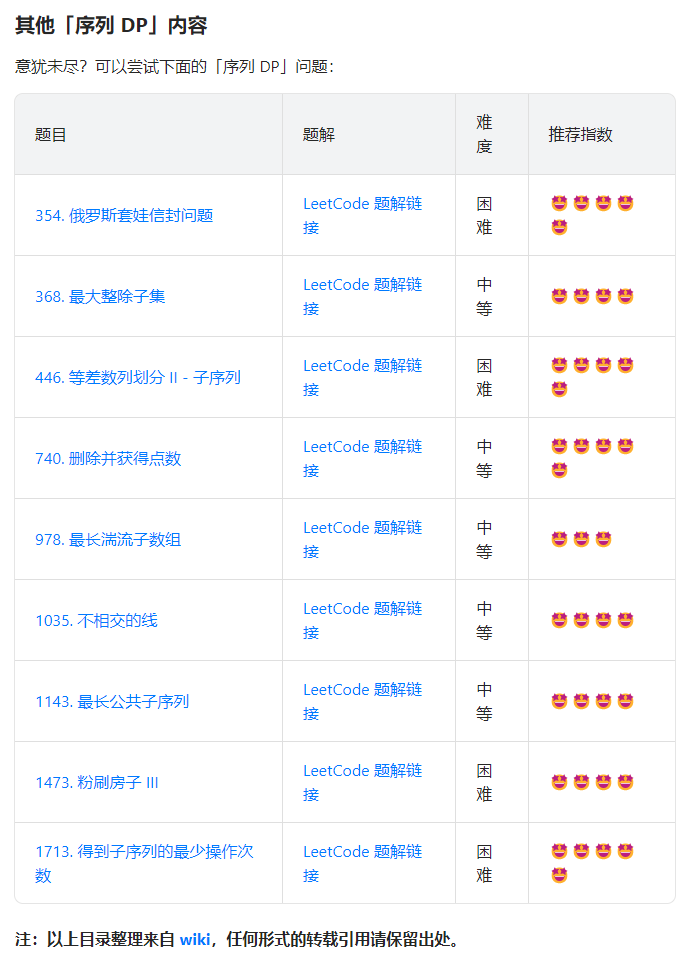 其他「序列 DP」内容
意犹未尽？可以尝试下面的「序列 DP」问题：
题目
题解
难
度
推荐指数
354. 俄罗斯套娃信封问题
LeetCode 题解链
接
困
难
🤩 🤩 🤩 🤩
🤩
368. 最大整除子集
LeetCode 题解链
接
中
等
🤩 🤩 🤩 🤩
446. 等差数列划分 II - 子序列
LeetCode 题解链
接
困
难
🤩 🤩 🤩 🤩
🤩
740. 删除并获得点数
LeetCode 题解链
接
中
等
🤩 🤩 🤩 🤩
🤩
978. 最长湍流子数组
LeetCode 题解链
接
中
等
🤩 🤩 🤩
1035. 不相交的线
LeetCode 题解链
接
中
等
🤩 🤩 🤩 🤩
1143. 最长公共子序列
LeetCode 题解链
接
中
等
🤩 🤩 🤩 🤩
1473. 粉刷房子 III
LeetCode 题解链
接
困
难
🤩 🤩 🤩 🤩
1713. 得到子序列的最少操作次
数
LeetCode 题解链
接
困
难
🤩 🤩 🤩 🤩
🤩
注：以上目录整理来自 wiki，任何形式的转载引用请保留出处。